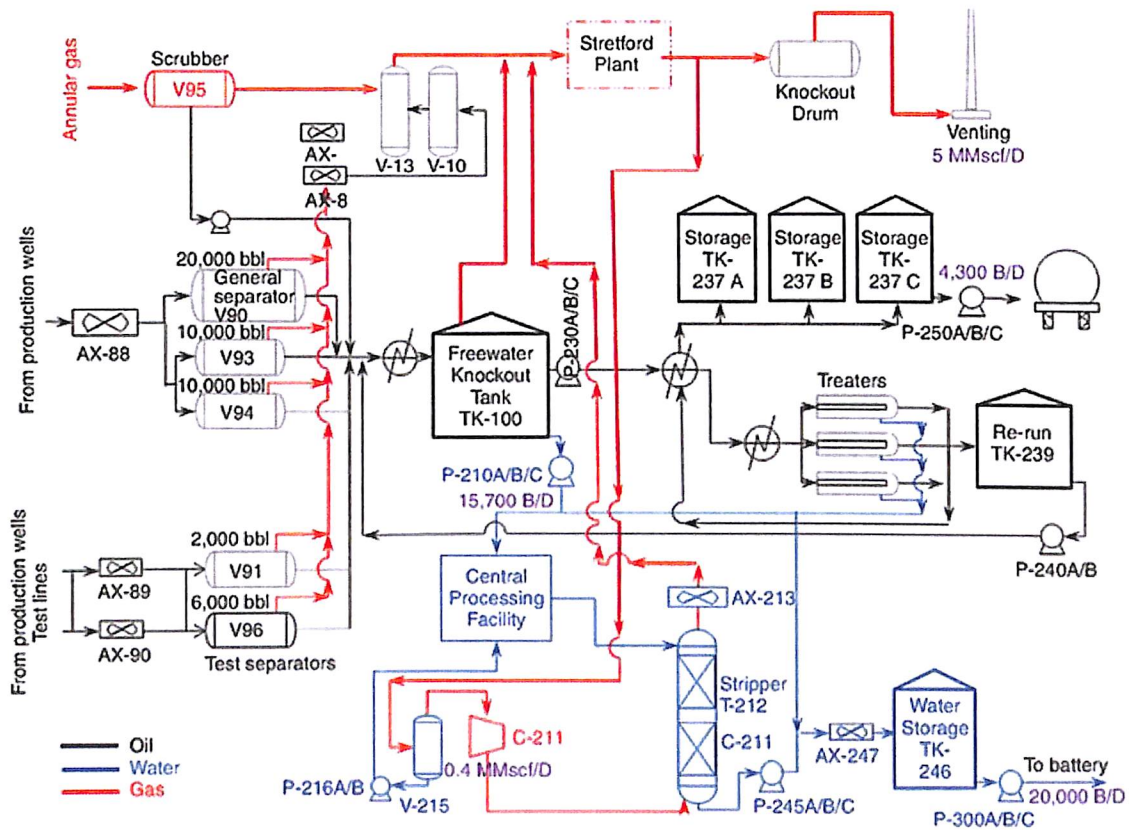 Annular gas
Scrubber
V95
Stretford
Plant
Knockout
Drum
Venting
5 MMscf/D
AX-
AX-8
V-13
V-10
20,000 bbl
General
separator
V90
10,000 bbl
V93
10,000 bbl
V94
From production wells
AX-88
Freewater
Knockout
Tank
TK-100
P-230A/B/C
Storage
TK-
237 A
Storage
TK-
237 B
Storage
TK-
237 C
4,300 B/D
P-250A/B/C
Treaters
Re-run
TK-239
P-240A/B
P-210A/B/C
15,700 B/D
From production wells
Test lines
AX-89
AX-90
2,000 bbl
V91
6,000 bbl
V96
Test separators
Central
Processing
Facility
AX-213
Stripper
T-212
C-211
C-211
0.4 MMscf/D
P-216A/B
V-215
P-245A/B/C
AX-247
Water
Storage
TK-
246
To battery
20,000 B/D
P-300A/B/C
Oil
Water
Gas